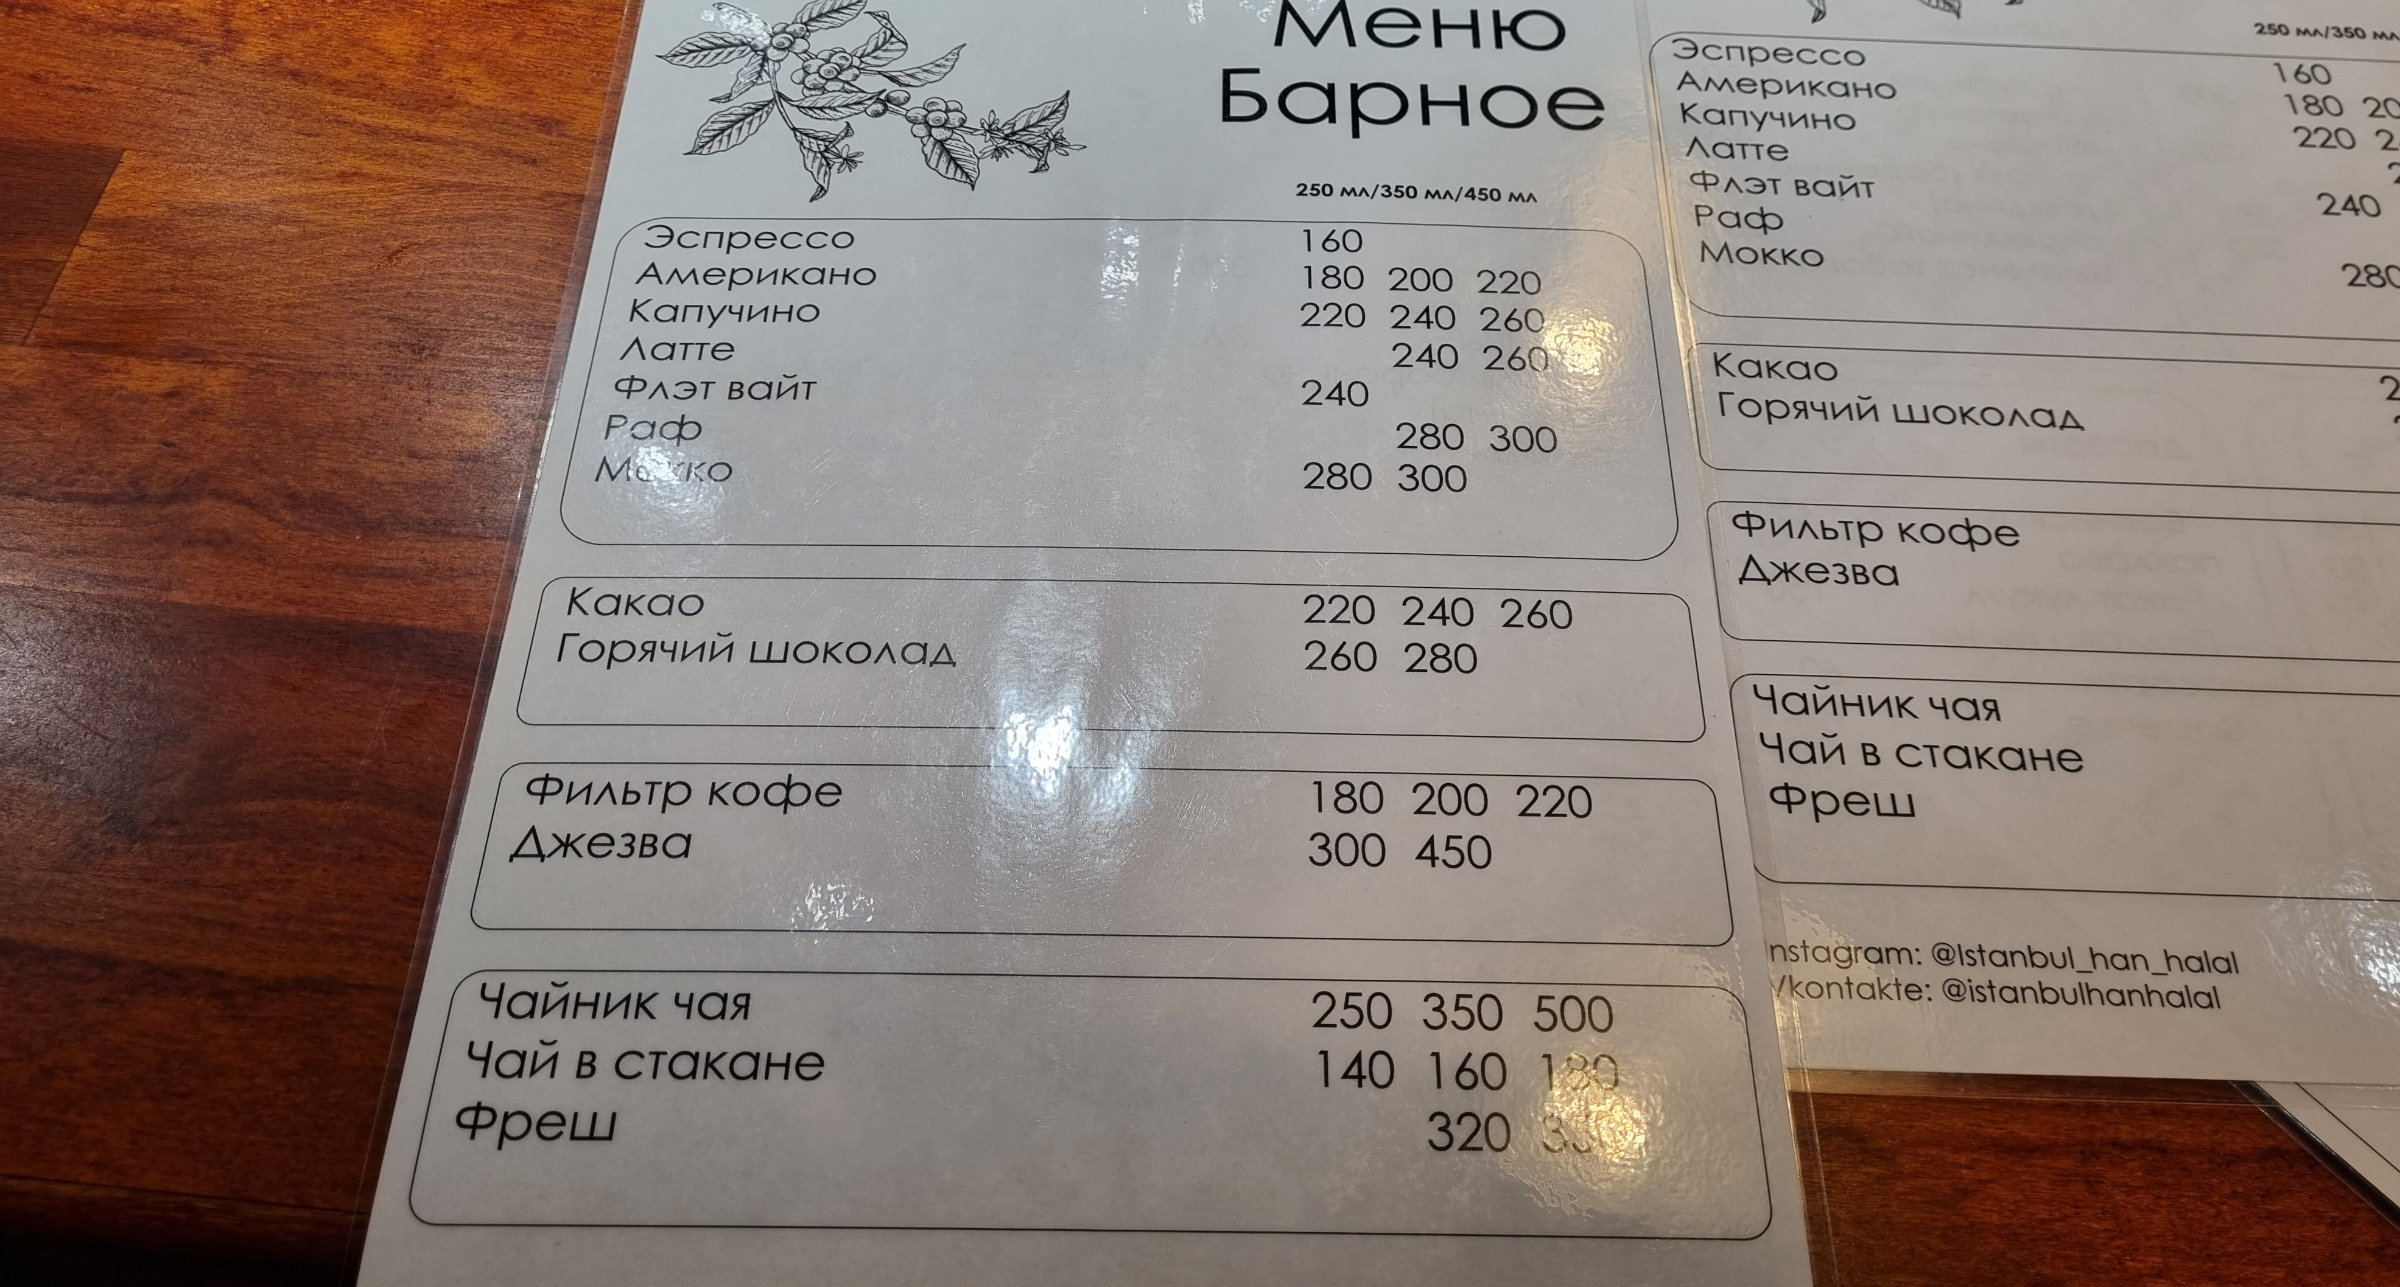 Меню
Барное
250 мл/350 мл/450 мл
Эспрессо 160
Американо 180 200 220
Капучино 220 240 260
Латте 240 260
Флэт вайт 240
Раф 280 300
Мокко 280 300
Какао 220 240 260
Горячий шоколад 260 280
Фильтр кофе 180 200 220
Джезва 300 450
Чайник чая 250 350 500
Чай в стакане 140 160 180
Фреш 320
250 мл/350 мл
Эспрессо 160
Американо 180
Капучино 220
Латте
Флэт вайт 240
Раф
Мокко 280
Какао
Горячий шоколад
Фильтр кофе
Джезва
Чайник чая
Чай в стакане
Фреш
nstagram: @Istanbul_han_halal
/kontakte: @istanbulhanhalal